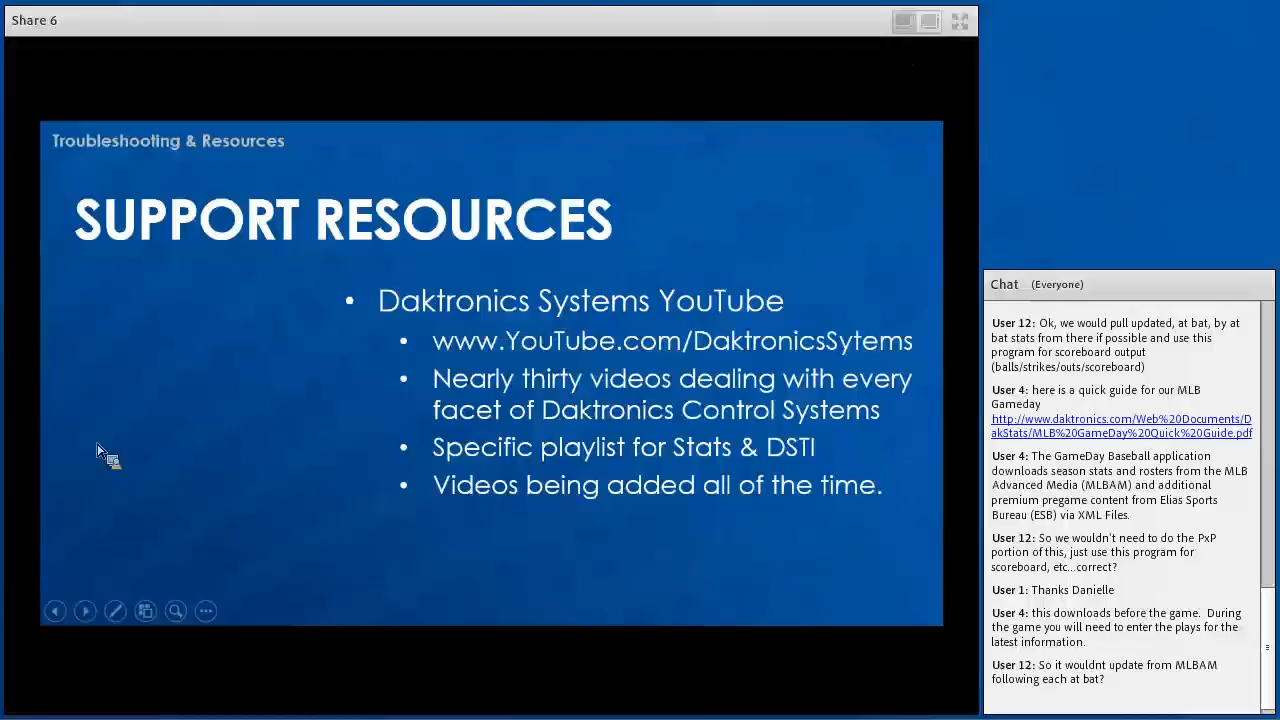 Share 6
Troubleshooting & Resources
SUPPORT RESOURCES
• Daktronics Systems YouTube
• www.YouTube.com/DaktronicsSytems
• Nearly thirty videos dealing with every
facet of Daktronics Control Systems
• Specific playlist for Stats & DSTI
• Videos being added all of the time.
Chat (Everyone)
User 12: Ok, we would pull updated, at bat, by at
bat stats from there if possible and use this
program for scoreboard output
(balls/strikes/outs/scoreboard)
User 4: here is a quick guide for our MLB
Gameday
http://www.daktronics.com/Web%20Documents/D
akStats/MLB%20GameDay%20Quick%20Guide.pdf
User 4: The GameDay Baseball application
downloads season stats and rosters from the MLB
Advanced Media (MLBAM) and additional
premium pregame content from Elias Sports
Bureau (ESB) via XML Files.
User 12: So we wouldn't need to do the PxP
portion of this, just use this program for
scoreboard, etc...correct?
User 1: Thanks Danielle
User 4: this downloads before the game. During
the game you will need to enter the plays for the
latest information.
User 12: So it wouldnt update from MLBAM
following each at bat?